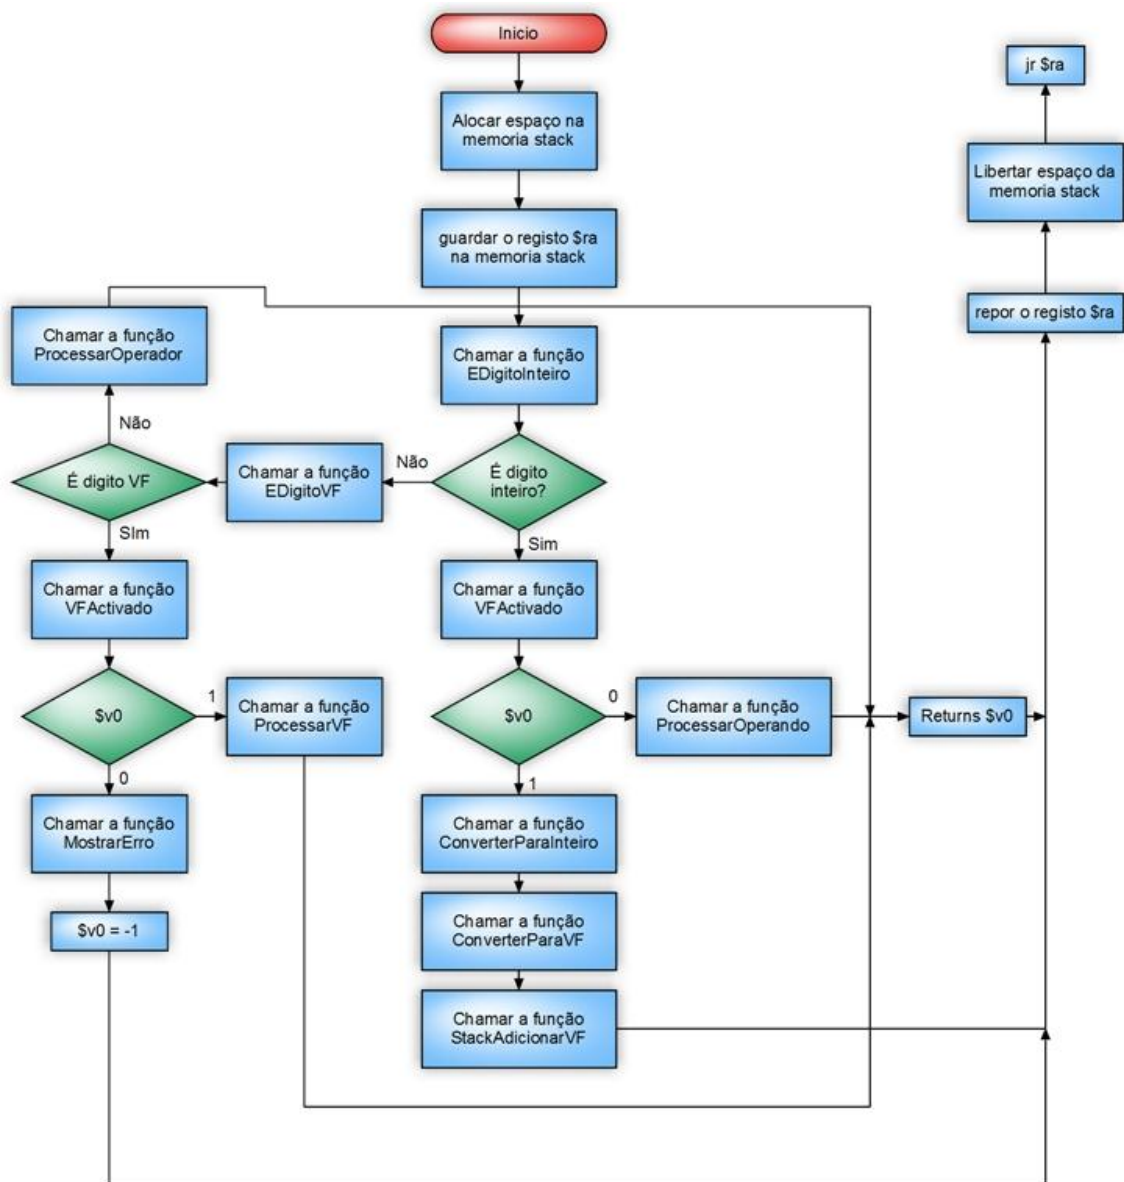 Inicio
jr $ra
Alocar espaço na
memoria stack
Libertar espaço da
memoria stack
guardar o registo $ra
na memoria stack
repor o registo $ra
Chamar a função
ProcessarOperador
Chamar a função
EDigitoInteiro
Não
É digito VF
Chamar a função
EDigitoVF
Não
É digito
inteiro?
SIm
Sim
Chamar a função
VFActivado
Chamar a função
VFActivado
$v0
1
Chamar a função
ProcessarVF
$v0
0
Chamar a função
ProcessarOperando
Returns $v0
0
1
Chamar a função
MostrarErro
Chamar a função
ConverterParaInteiro
$v0 = -1
Chamar a função
ConverterParaVF
Chamar a função
StackAdicionarVF